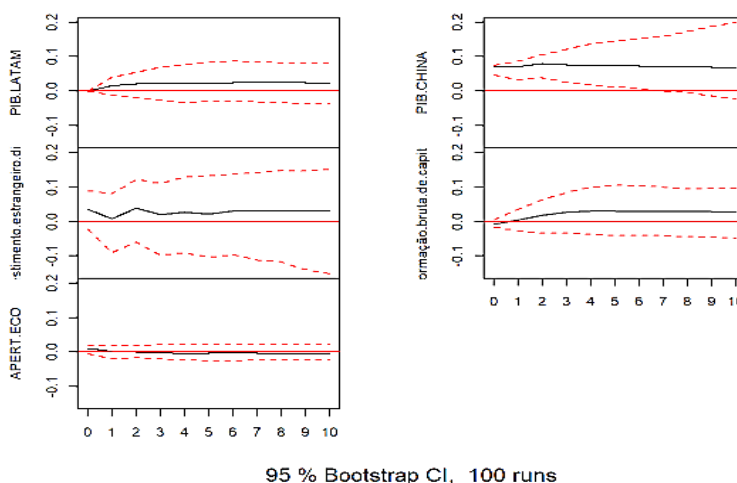 PIB.LATAM
0.2
0.1
0.0
-0.1
stimento.estrangeiro.di
0.2
0.1
0.0
-0.1
APERT.ECO
0.2
0.1
0.0
-0.1
0 1 2 3 4 5 6 7 8 9 10
PIB.CHINA
0.2
0.1
0.0
-0.1
ormação.bruta.de.capil
0.2
0.1
0.0
-0.1
0 1 2 3 4 5 6 7 8 9 10
95 % Bootstrap CI, 100 runs